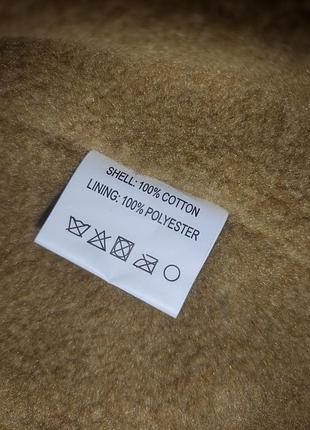 SHELL: 100% COTTON
LINING: 100% POLYESTER